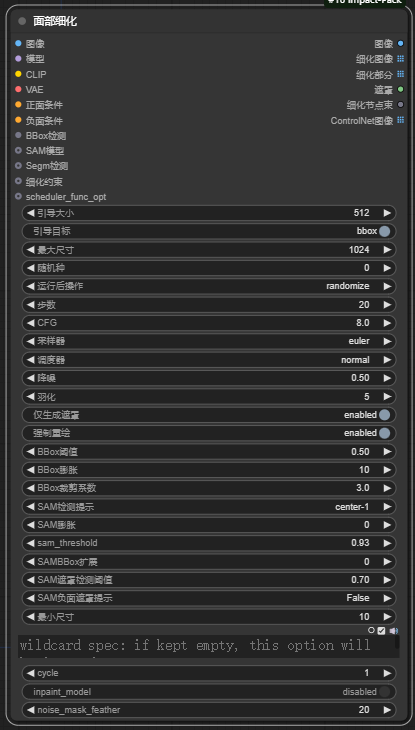 #10 Impact-Pack
面部细化
图像 图像
模型 细化图像
CLIP 细化部分
VAE 遮罩
正面条件 细化节点束
负面条件 ControlNet图像
BBox检测
SAM模型
Segm检测
细化约束
scheduler_func_opt
引导大小 512
引导目标 bbox
最大尺寸 1024
随机种 0
运行后操作 randomize
步数 20
CFG 8.0
采样器 euler
调度器 normal
降噪 0.50
羽化 5
仅生成遮罩 enabled
强制重绘 enabled
BBox阈值 0.50
BBox膨胀 10
BBox裁剪系数 3.0
SAM检测提示 center-1
SAM膨胀 0
sam_threshold 0.93
SAMBBox扩展 0
SAM遮罩检测阈值 0.70
SAM负面遮罩提示 False
最小尺寸 10
wildcard spec: if kept empty, this option will
cycle 1
inpaint_model disabled
noise_mask_feather 20